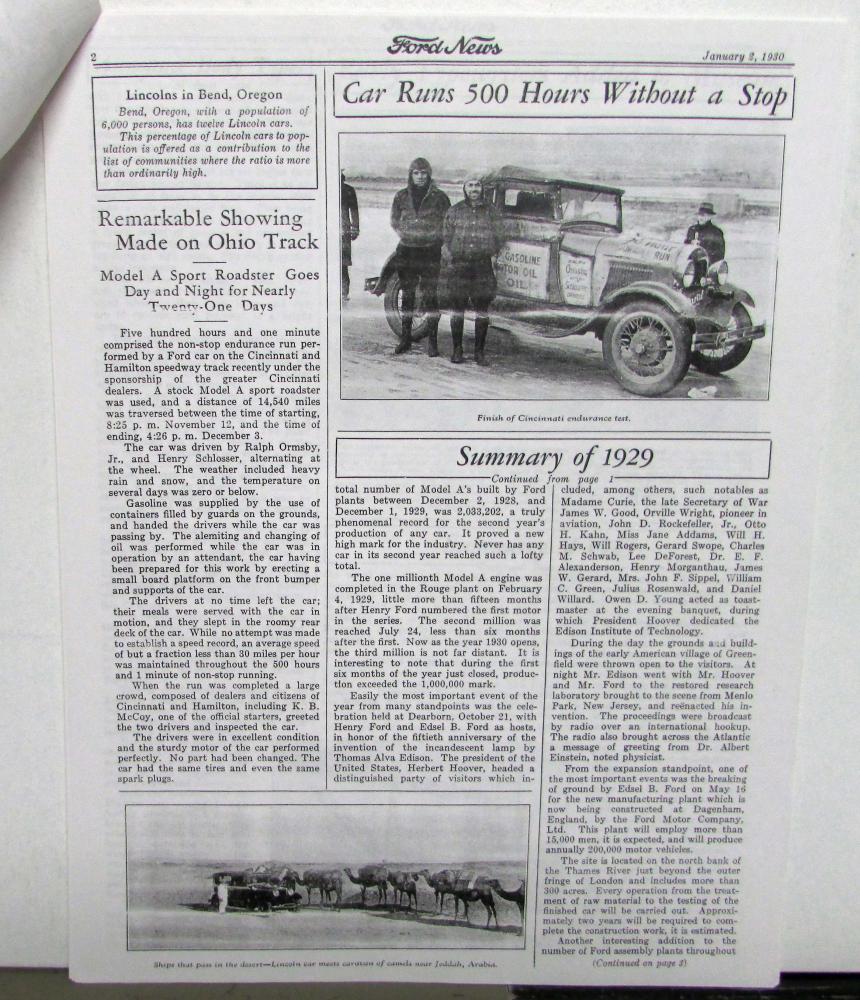 2
Ford News
January 2, 1930
Lincolns in Bend, Oregon
Bend, Oregon, with a population of
6,000 persons, has twelve Lincoln cars.
This percentage of Lincoln cars to pop-
ulation is offered as a contribution to the
list of communities where the ratio is more
than ordinarily high.
Remarkable Showing
Made on Ohio Track
Model A Sport Roadster Goes
Day and Night for Nearly
Twenty-One Days
Five hundred hours and one minute
comprised the non-stop endurance run per-
formed by a Ford car on the Cincinnati and
Hamilton speedway track recently under the
sponsorship of the greater Cincinnati
dealers. A stock Model A sport roadster
was used, and a distance of 14,540 miles
was traversed between the time of starting,
8:25 p. m. November 12, and the time of
ending, 4:26 p. m. December 3.
The car was driven by Ralph Ormsby,
Jr., and Henry Schlosser, alternating at
the wheel. The weather included heavy
rain and snow, and the temperature on
several days was zero or below.
Gasoline was supplied by the use of
containers filled by guards on the grounds,
and handed the drivers while the car was
passing by. The alemiting and changing of
oil was performed while the car was in
operation by an attendant, the car having
been prepared for this work by erecting a
small board platform on the front bumper
and supports of the car.
The drivers at no time left the car;
their meals were served with the car in
motion, and they slept in the roomy rear
deck of the car. While no attempt was made
to establish a speed record, an average speed
of but a fraction less than 30 miles per hour
was maintained throughout the 500 hours
and 1 minute of non-stop running.
When the run was completed a large
crowd, composed of dealers and citizens of
Cincinnati and Hamilton, including K. B.
McCoy, one of the official starters, greeted
the two drivers and inspected the car.
The drivers were in excellent condition
and the sturdy motor of the car performed
perfectly. No part had been changed. The
car had the same tires and even the same
spark plugs.
Car Runs 500 Hours Without a Stop
GASOLINE
MOTOR OIL
OIL
RUN
Finish of Cincinnati endurance test.
Summary of 1929
Continued from page 1
total number of Model A's built by Ford
plants between December 2, 1928, and
December 1, 1929, was 2,033,202, a truly
phenomenal record for the second year's
production of any car. It proved a new
high mark for the industry. Never has any
car in its second year reached such a lofty
total.
The one millionth Model A engine was
completed in the Rouge plant on February
4, 1929, little more than fifteen months
after Henry Ford numbered the first motor
in the series. The second million was
reached July 24, less than six months
after the first. Now as the year 1930 opens,
the third million is not far distant. It is
interesting to note that during the first
six months of the year just closed, produc-
tion exceeded the 1,000,000 mark.
Easily the most important event of the
year from many standpoints was the cele-
bration held at Dearborn, October 21, with
Henry Ford and Edsel B. Ford as hosts,
in honor of the fiftieth anniversary of the
invention of the incandescent lamp by
Thomas Alva Edison. The president of the
United States, Herbert Hoover, headed a
distinguished party of visitors which in-
cluded, among others, such notables as
Madame Curie, the late Secretary of War
James W. Good, Orville Wright, pioneer in
aviation, John D. Rockefeller, Jr., Otto
H. Kahn, Miss Jane Addams, Will H.
Hays, Will Rogers, Gerard Swope, Charles
M. Schwab, Lee DeForest, Dr. E. F.
Alexanderson, Henry Morganthau, James
W. Gerard, Mrs. John F. Sippel, William
C. Green, Julius Rosenwald, and Daniel
Willard. Owen D. Young acted as toast-
master at the evening banquet, during
which President Hoover dedicated the
Edison Institute of Technology.
During the day the grounds and build-
ings of the early American village of Green-
field were thrown open to the visitors. At
night Mr. Edison went with Mr. Hoover
and Mr. Ford to the restored research
laboratory brought to the scene from Menlo
Park, New Jersey, and reënacted his in-
vention. The proceedings were broadcast
by radio over an international hookup.
The radio also brought across the Atlantic
a message of greeting from Dr. Albert
Einstein, noted physicist.
From the expansion standpoint, one of
the most important events was the breaking
of ground by Edsel B. Ford on May 16
for the new manufacturing plant which is
now being constructed at Dagenham,
England, by the Ford Motor Company,
Ltd. This plant will employ more than
15,000 men, it is expected, and will produce
annually 200,000 motor vehicles.
The site is located on the north bank of
the Thames River just beyond the outer
fringe of London and includes more than
300 acres. Every operation from the treat-
ment of raw material to the testing of the
finished car will be carried out. Approxi-
mately two years will be required to com-
plete the construction work, it is estimated.
Another interesting addition to the
number of Ford assembly plants throughout
(Continued on page 3)
Ships that pass in the desert—Lincoln car meets caravan of camels near Jeddah, Arabia.